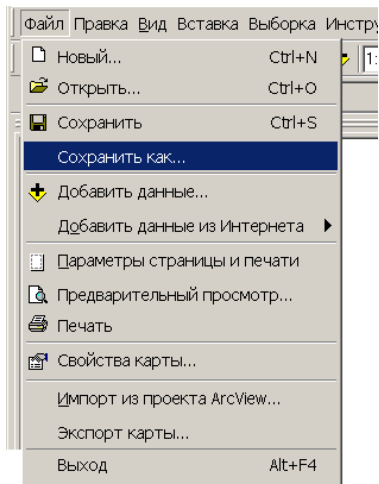 Файл Правка Вид Вставка Выборка
Новый... Ctrl+N
1:
Открыть... Ctrl+O
Сохранить Ctrl+S
Сохранить как...
Добавить данные...
Добавить данные из Интернета
Параметры страницы и печати
Предварительный просмотр...
Печать
Свойства карты...
Импорт из проекта ArcView...
Экспорт карты...
Выход Alt+F4